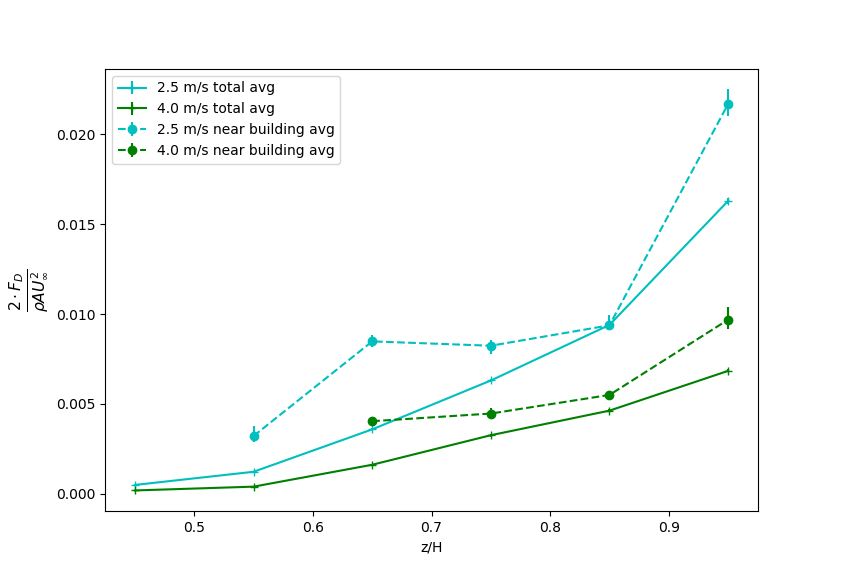 2.5 m/s total avg
4.0 m/s total avg
2.5 m/s near building avg
4.0 m/s near building avg
0.020
0.015
0.010
0.005
0.000
2 · F_D
ρAU²_∞
0.5 0.6 0.7 0.8 0.9
z/H